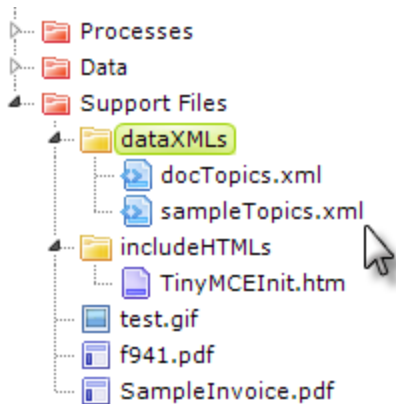 Processes
Data
Support Files
dataXMLs
docTopics.xml
sampleTopics.xml
includeHTMLs
TinyMCEInit.htm
test.gif
f941.pdf
SampleInvoice.pdf